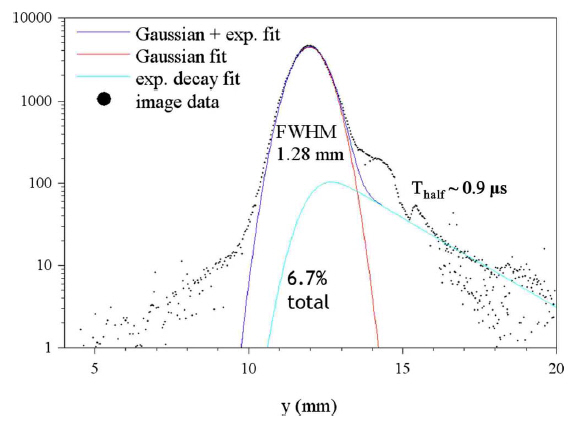 10000
1000
100
10
1
Gaussian + exp. fit
Gaussian fit
exp. decay fit
image data
FWHM
1.28 mm
T_half ~ 0.9 µs
6.7%
total
5 10 15 20
y (mm)